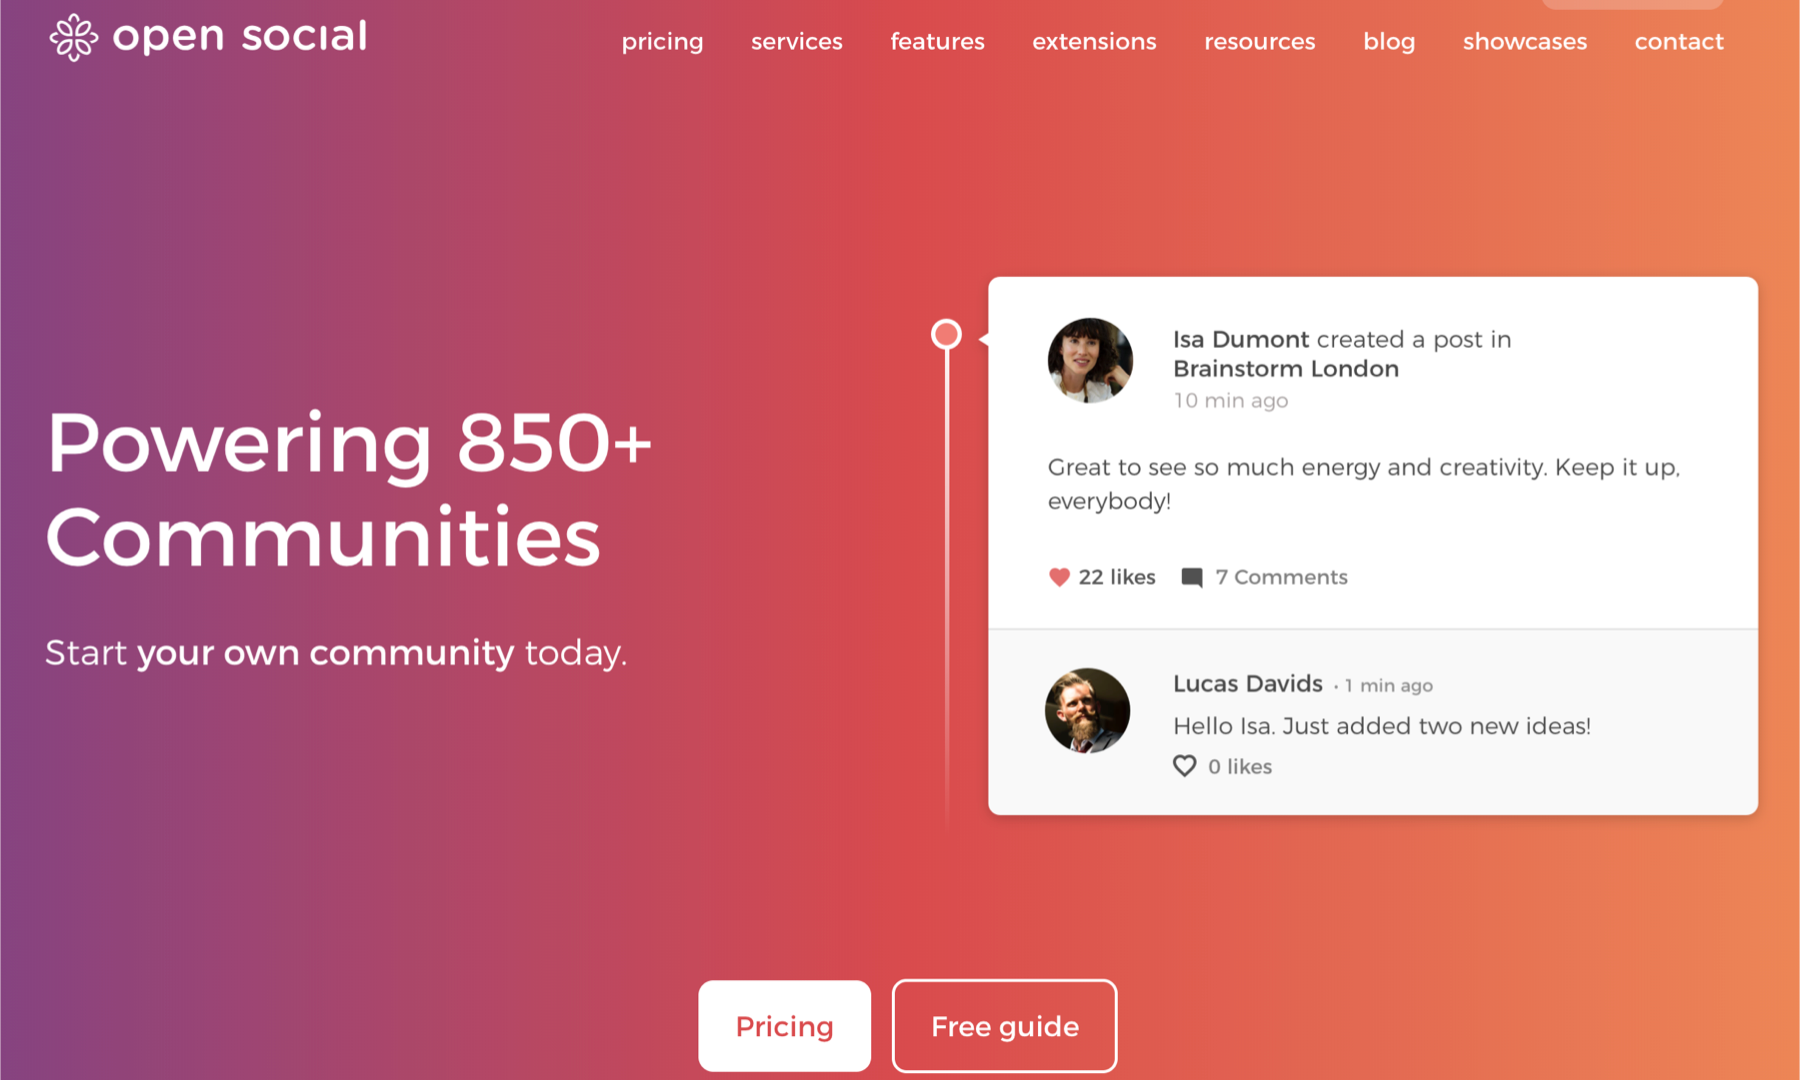 open social
pricing services features extensions resources blog showcases contact
Powering 850+
Communities
Start your own community today.
Isa Dumont created a post in
Brainstorm London
10 min ago
Great to see so much energy and creativity. Keep it up,
everybody!
22 likes 7 Comments
Lucas Davids · 1 min ago
Hello Isa. Just added two new ideas!
0 likes
Pricing Free guide